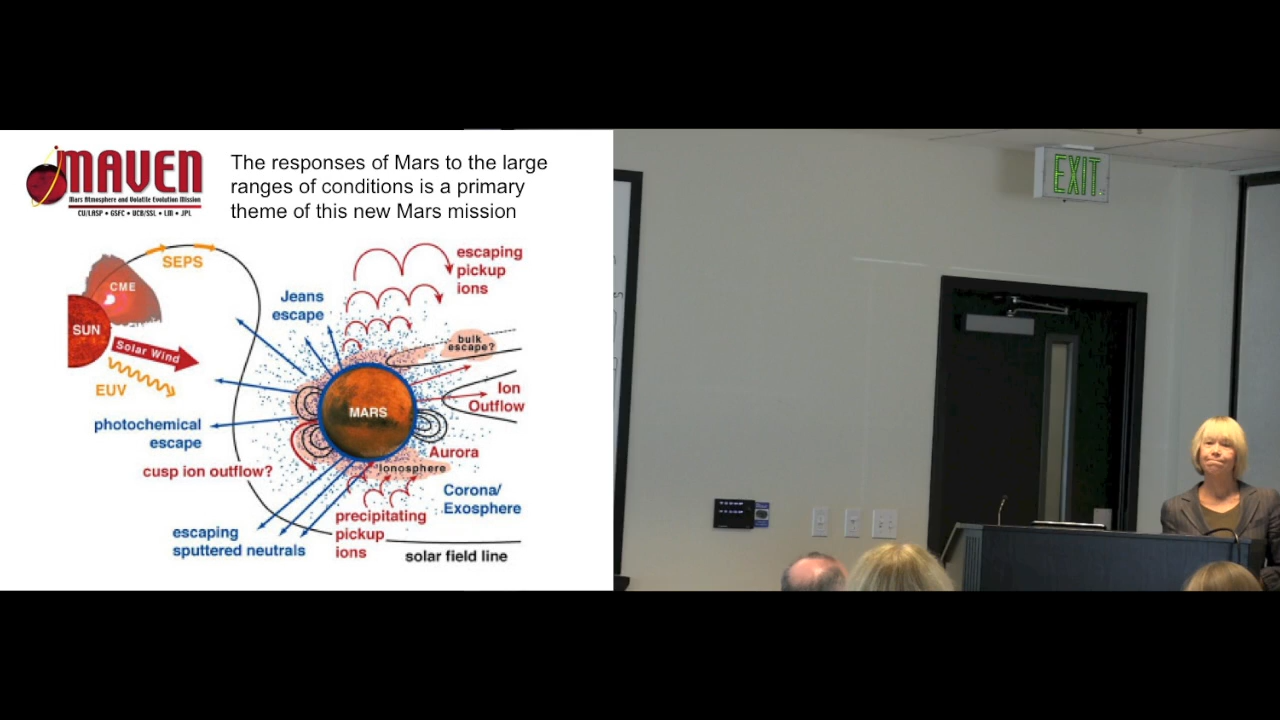 MAVEN
Mars Atmosphere and Volatile Evolution Mission
CU/LASP • GSFC • UCB/SSL • LM • JPL
The responses of Mars to the large
ranges of conditions is a primary
theme of this new Mars mission
SEPS
CME
SUN
Solar Wind
EUV
Jeans
escape
escaping
pickup
ions
bulk
escape?
Ion
Outflow
MARS
photochemical
escape
cusp ion outflow?
Aurora
Ionosphere
Corona/
Exosphere
escaping
sputtered neutrals
precipitating
pickup
ions
solar field line
EXIT